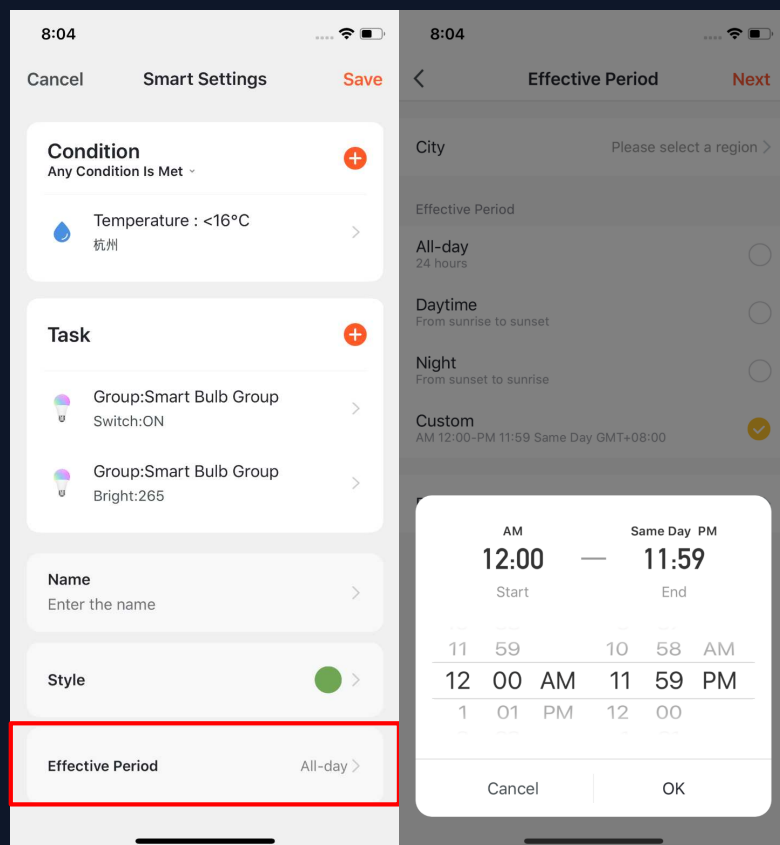 8:04
Cancel Smart Settings Save
Condition
Any Condition Is Met
Temperature : <16°C
杭州
Task
Group:Smart Bulb Group
Switch:ON
Group:Smart Bulb Group
Bright:265
Name
Enter the name
Style
Effective Period All-day
8:04
Effective Period Next
City Please select a region
Effective Period
All-day
24 hours
Daytime
From sunrise to sunset
Night
From sunset to sunrise
Custom
AM 12:00-PM 11:59 Same Day GMT+08:00
AM Same Day PM
12:00 — 11:59
Start End
11 59 10 58 AM
12 00 AM 11 59 PM
1 01 PM 12 00
Cancel OK